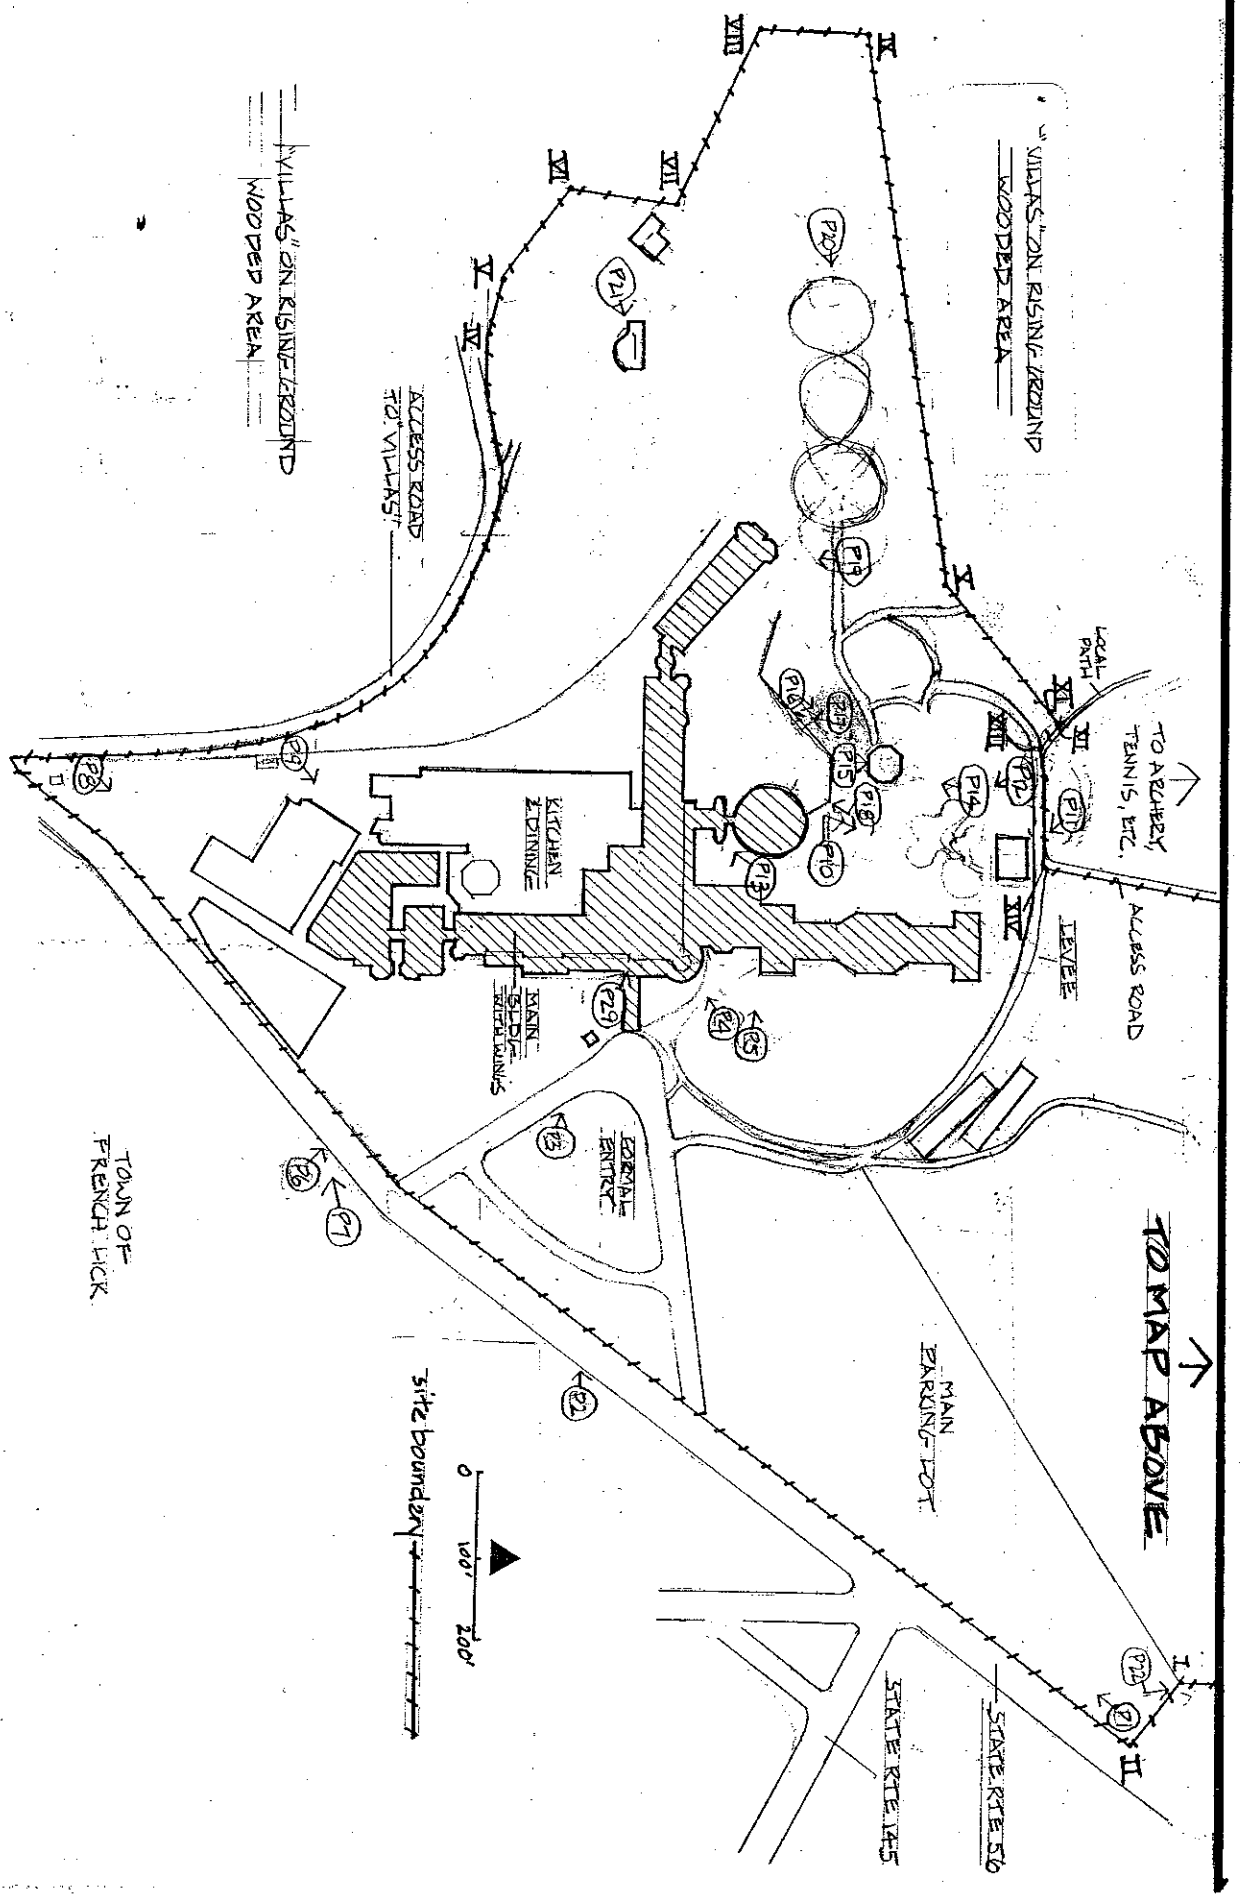 TO MAP ABOVE
TO ARCHERY,
TENNIS, ETC.
LOCAL
PATH
ACCESS ROAD
LEVEE
"VILLAS" ON RISING GROUND
WOODED AREA
VIII
IX
VII
VI
V
IV
X
XI
XI
XII
XIV
I
II
P20
P21
P19
P16
P17
P15
P18
P10
P14
P12
P11
P13
P4
P5
P29
P3
P9
P8
P6
P7
P2
P22
P1
KITCHEN
& DINING
MAIN
BLDG
WITH WINGS
FORMAL
ENTRY
MAIN
PARKING LOT
ACCESS ROAD
TO "VILLAS"
"VILLAS" ON RISING GROUND
WOODED AREA
TOWN OF
FRENCH LICK
STATE RTE 56
STATE RTE 145
0 100' 200'
site boundary